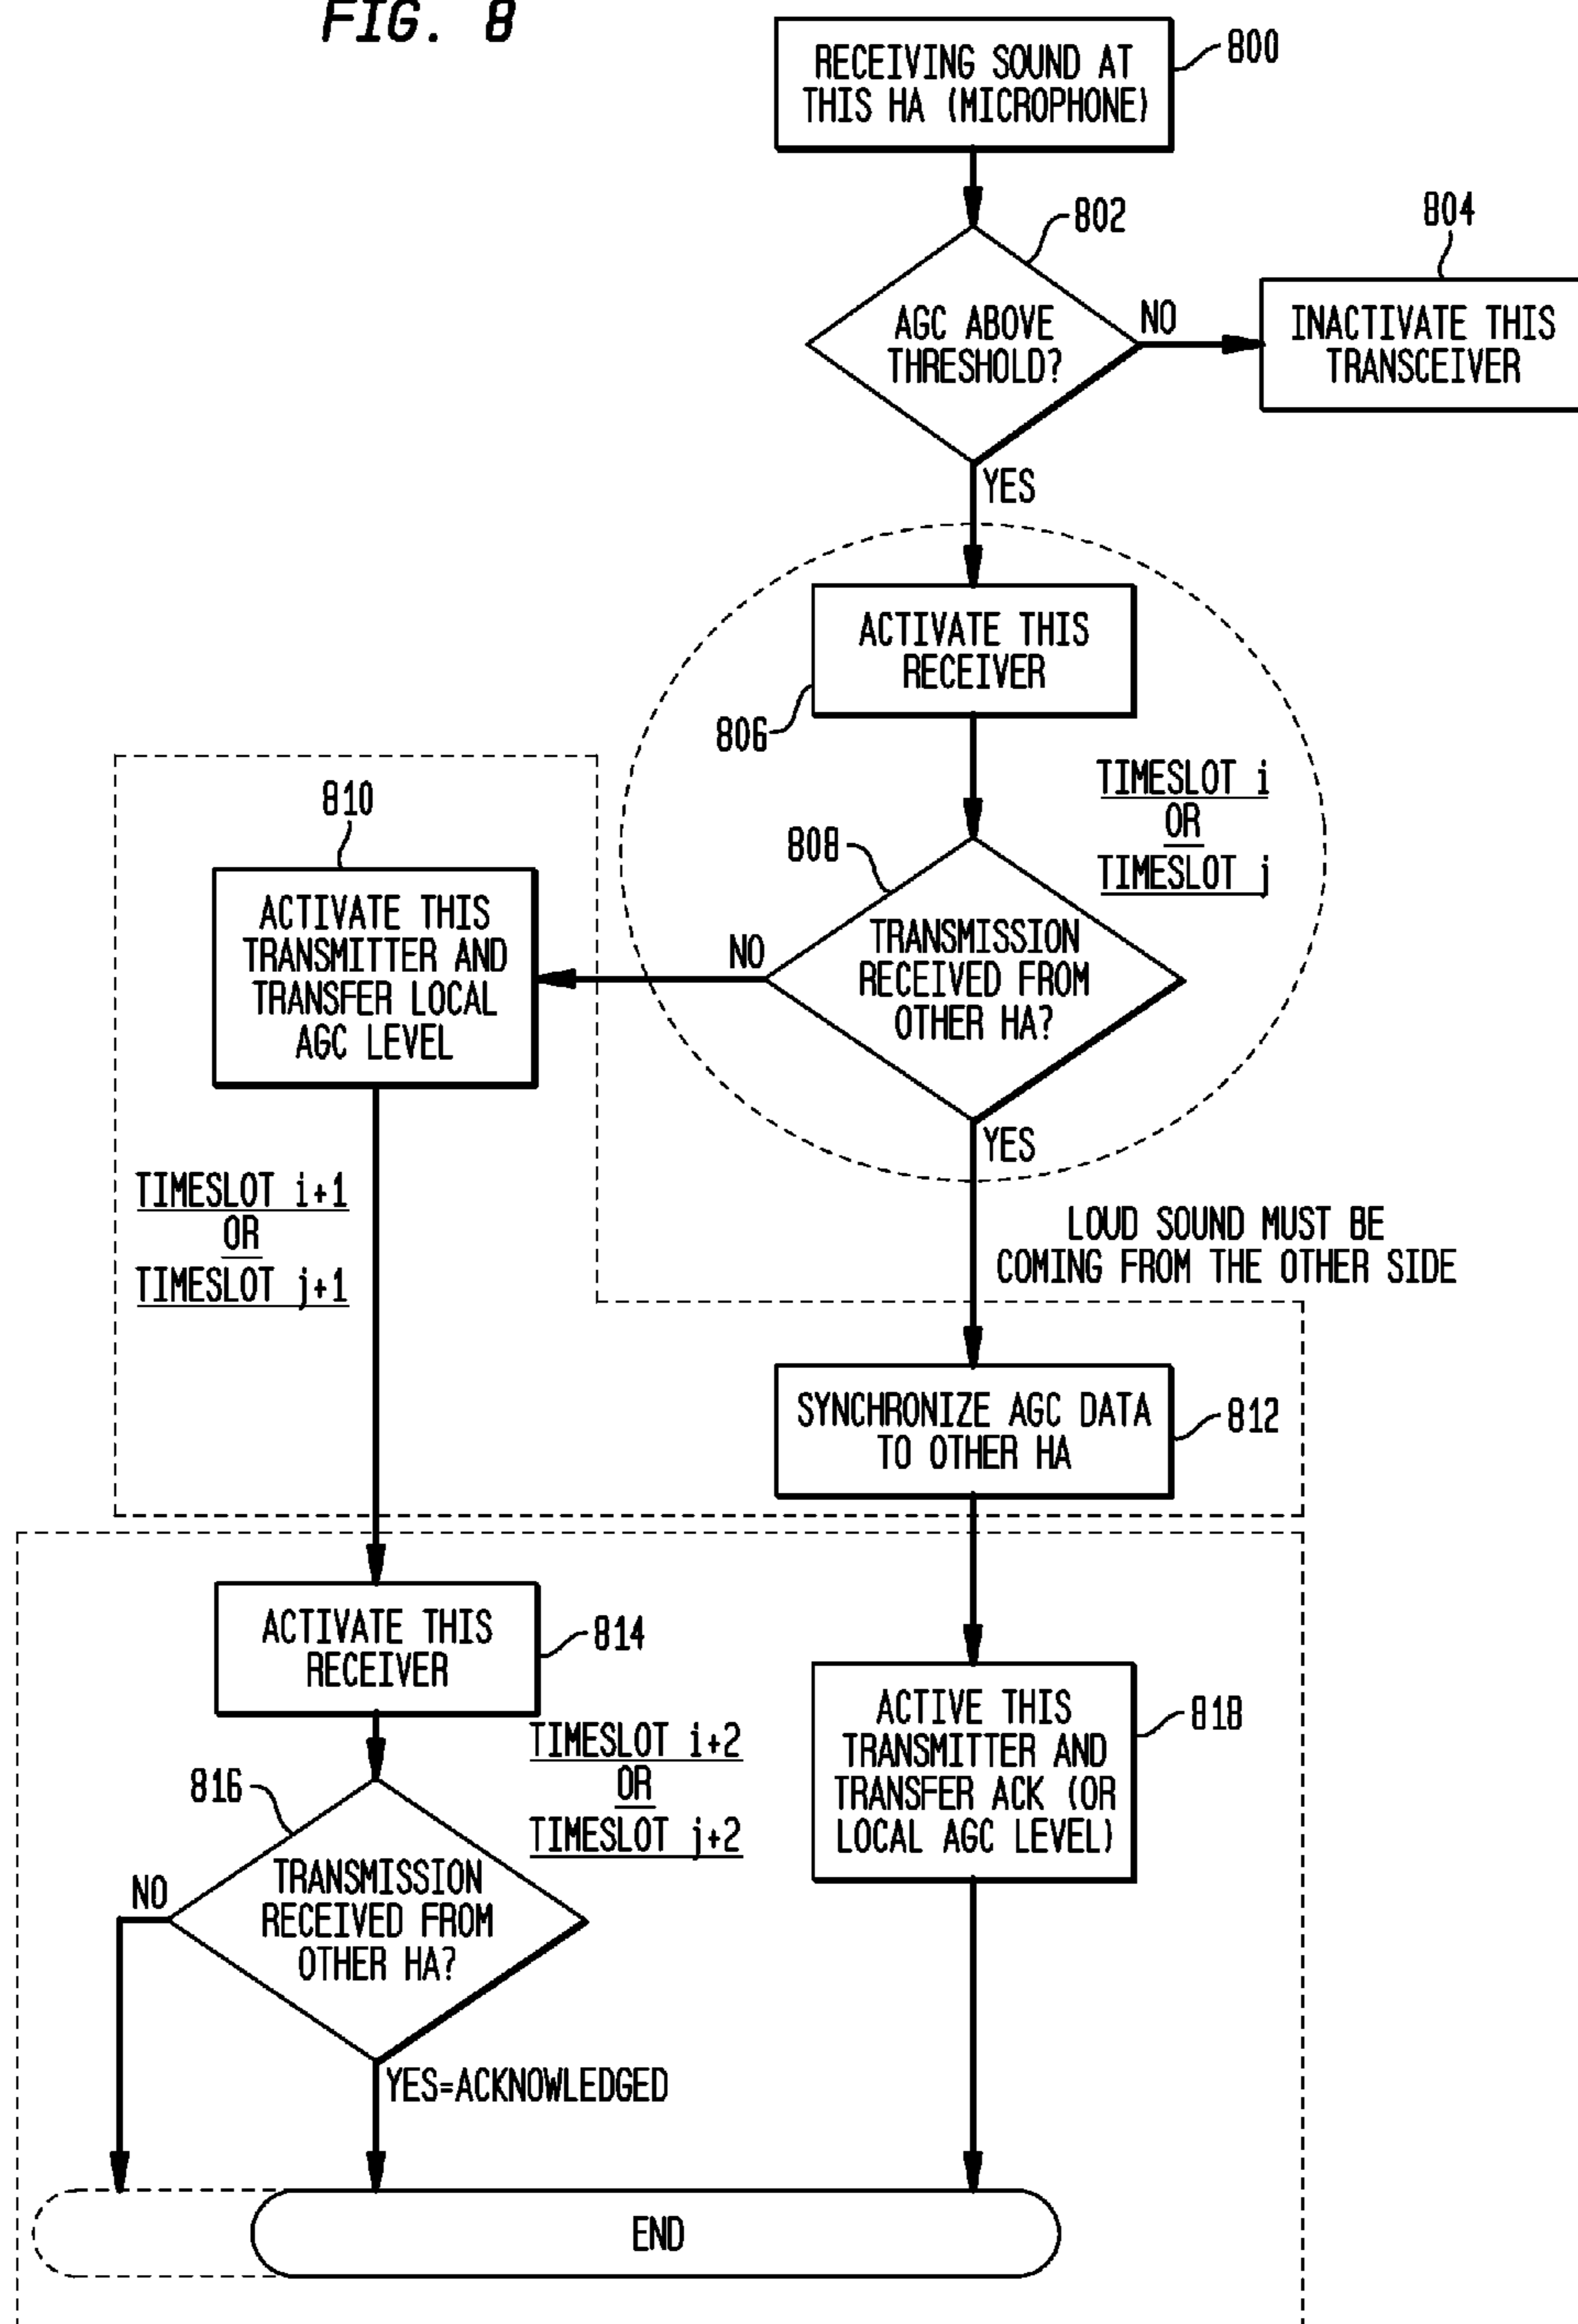 FIG. 8
RECEIVING SOUND AT
THIS HA (MICROPHONE)
800
802
AGC ABOVE
THRESHOLD?
NO
804
INACTIVATE THIS
TRANSCEIVER
YES
ACTIVATE THIS
RECEIVER
806
TIMESLOT i
OR
TIMESLOT j
808
TRANSMISSION
RECEIVED FROM
OTHER HA?
NO
810
ACTIVATE THIS
TRANSMITTER AND
TRANSFER LOCAL
AGC LEVEL
YES
TIMESLOT i+1
OR
TIMESLOT j+1
LOUD SOUND MUST BE
COMING FROM THE OTHER SIDE
SYNCHRONIZE AGC DATA
TO OTHER HA
812
ACTIVATE THIS
RECEIVER
814
TIMESLOT i+2
OR
TIMESLOT j+2
ACTIVE THIS
TRANSMITTER AND
TRANSFER ACK (OR
LOCAL AGC LEVEL)
818
816
TRANSMISSION
RECEIVED FROM
OTHER HA?
NO
YES=ACKNOWLEDGED
END